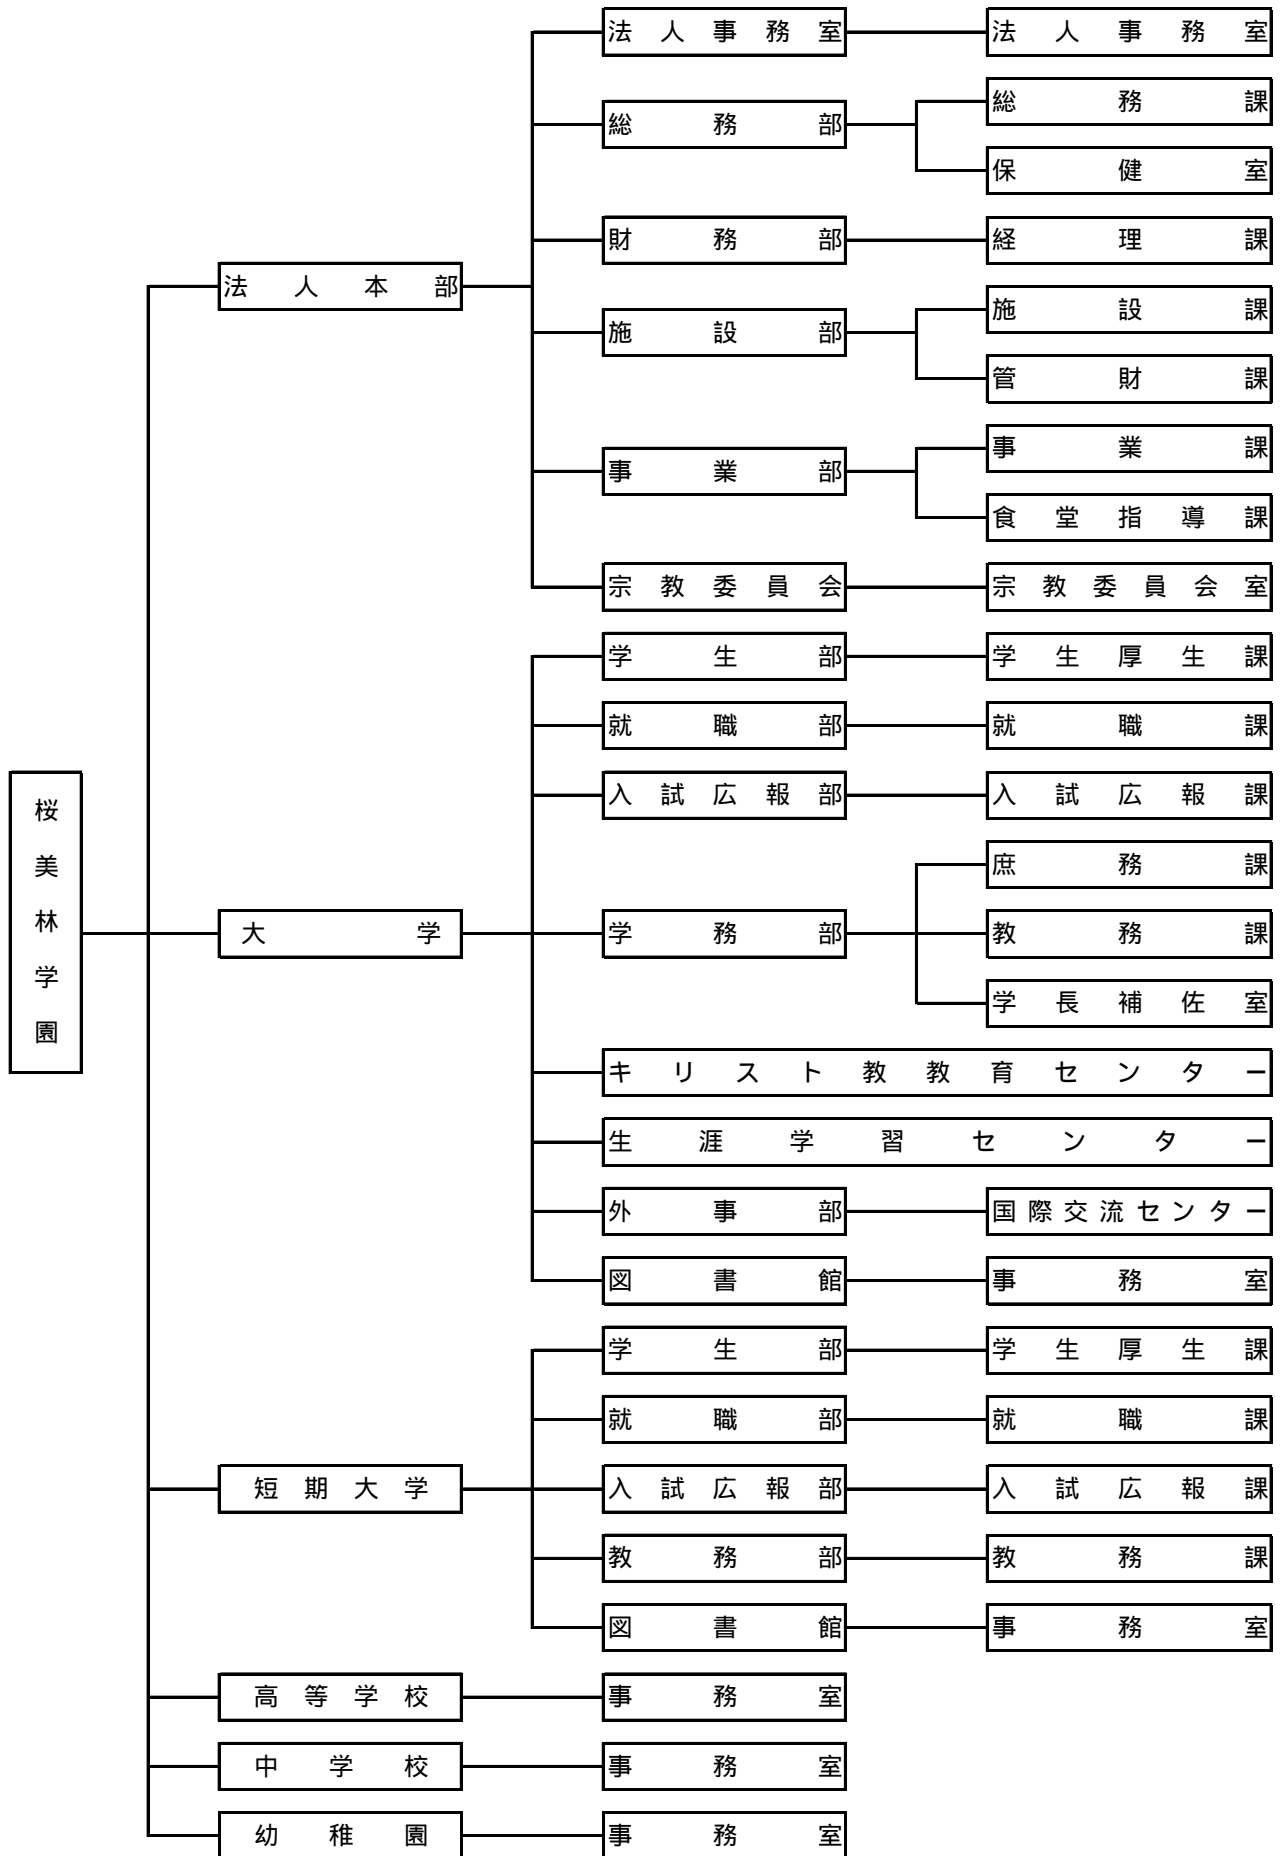 法人事務室 法人事務室
総務課
総務部
保健室
財務部 経理課
法人本部
施設課
施設部
管財課
事業課
事業部
食堂指導課
宗教委員会 宗教委員会室
学生部 学生厚生課
就職部 就職課
入試広報部 入試広報課
桜美林学園
庶務課
大学 学務部 教務課
学長補佐室
キリスト教教育センター
生涯学習センター
外事部 国際交流センター
図書館 事務室
学生部 学生厚生課
就職部 就職課
短期大学 入試広報部 入試広報課
教務部 教務課
図書館 事務室
高等学校 事務室
中学校 事務室
幼稚園 事務室